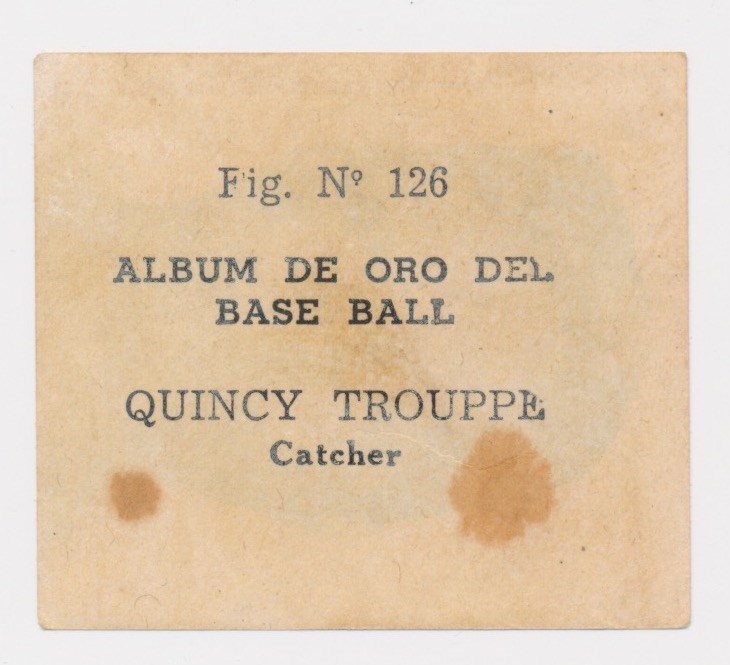 Fig. Nº 126
ALBUM DE ORO DEL
BASE BALL
QUINCY TROUPPE
Catcher